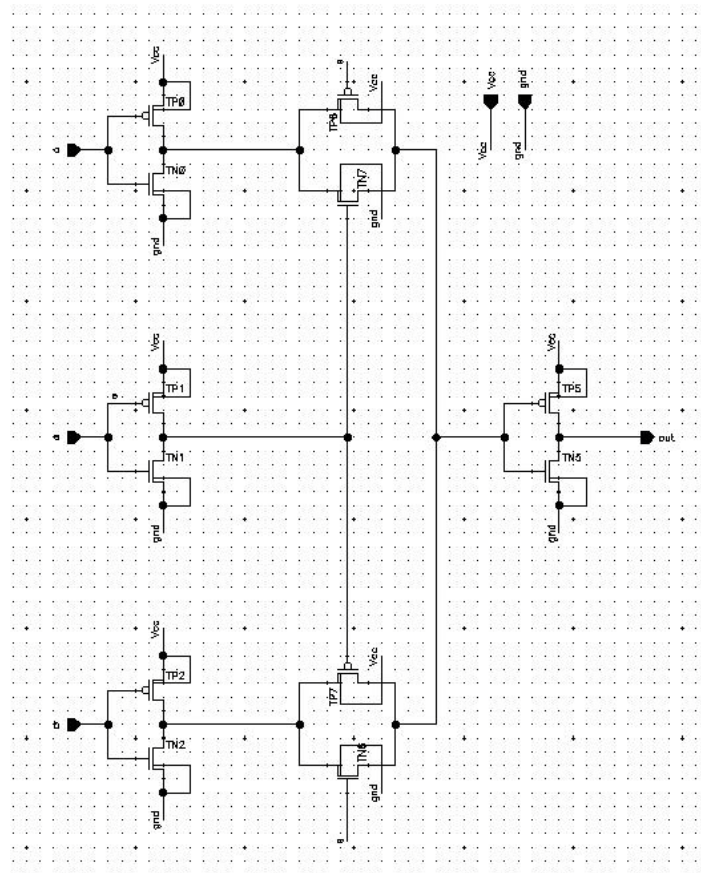 Vcc
TP0
TN0
gnd
TP6
Vcc
TN7
gnd
Vcc
gnd
Vcc
gnd
Vcc
TP1
TN1
gnd
Vcc
TP5
TN5
gnd
out
Vcc
TP2
TN2
gnd
TP7
Vcc
TN6
gnd